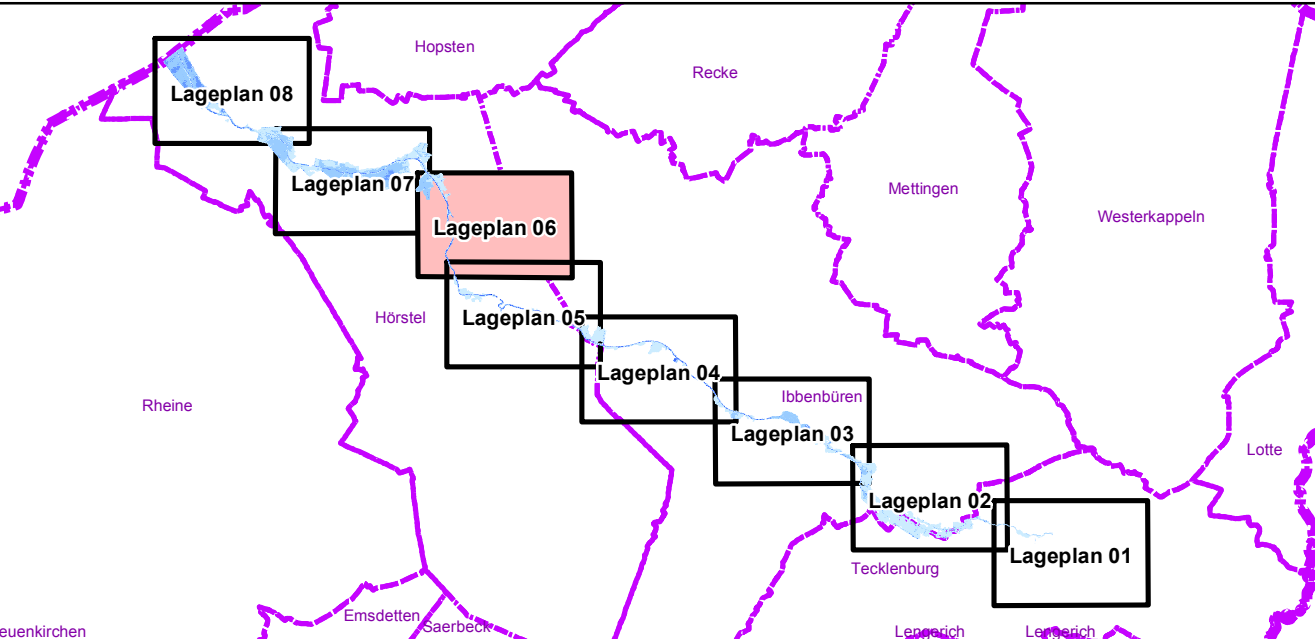 Hopsten
Recke
Lageplan 08
Lageplan 07
Mettingen
Westerkappeln
Lageplan 06
Hörstel
Lageplan 05
Lageplan 04
Rheine
Ibbenbüren
Lageplan 03
Lotte
Lageplan 02
Lageplan 01
Tecklenburg
Emsdetten
Saerbeck
euenkirchen
Lengerich
Lengerich